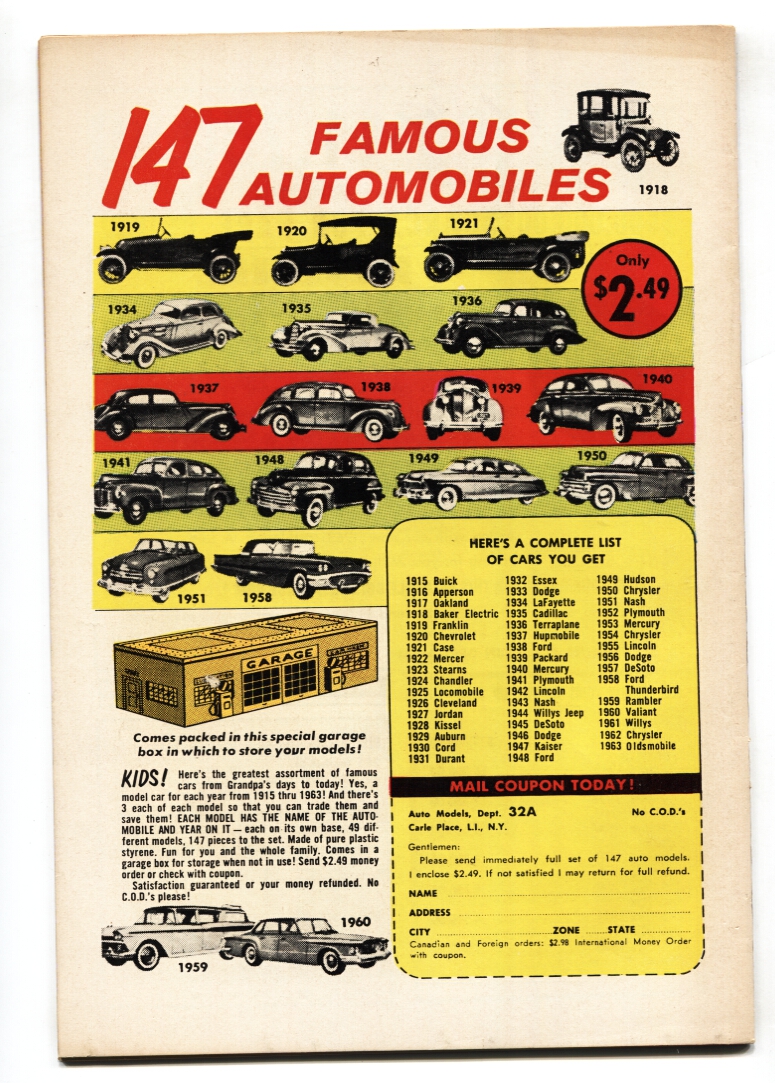 147 FAMOUS
AUTOMOBILES
1918
1919
1920
1921
Only
$2.49
1934
1935
1936
1937
1938
1939
1940
1941
1948
1949
1950
1951
1958
GARAGE
Comes packed in this special garage
box in which to store your models!
KIDS! Here's the greatest assortment of famous
cars from Grandpa's days to today! Yes, a
model car for each year from 1915 thru 1963! And there's
3 each of each model so that you can trade them and
save them! EACH MODEL HAS THE NAME OF THE AUTO-
MOBILE AND YEAR ON IT — each on its own base, 49 dif-
ferent models, 147 pieces to the set. Made of pure plastic
styrene. Fun for you and the whole family. Comes in a
garage box for storage when not in use! Send $2.49 money
order or check with coupon.
Satisfaction guaranteed or your money refunded. No
C.O.D.'s please!
1959
1960
HERE'S A COMPLETE LIST
OF CARS YOU GET
1915 Buick
1916 Apperson
1917 Oakland
1918 Baker Electric
1919 Franklin
1920 Chevrolet
1921 Case
1922 Mercer
1923 Stearns
1924 Chandler
1925 Locomobile
1926 Cleveland
1927 Jordan
1928 Kissel
1929 Auburn
1930 Cord
1931 Durant
1932 Essex
1933 Dodge
1934 LaFayette
1935 Cadillac
1936 Terraplane
1937 Hupmobile
1938 Ford
1939 Packard
1940 Mercury
1941 Plymouth
1942 Lincoln
1943 Nash
1944 Willys Jeep
1945 DeSoto
1946 Dodge
1947 Kaiser
1948 Ford
1949 Hudson
1950 Chrysler
1951 Nash
1952 Plymouth
1953 Mercury
1954 Chrysler
1955 Lincoln
1956 Dodge
1957 DeSoto
1958 Ford
Thunderbird
1959 Rambler
1960 Valiant
1961 Willys
1962 Chrysler
1963 Oldsmobile
MAIL COUPON TODAY!
Auto Models, Dept. 32A No C.O.D.'s
Carle Place, L.I., N.Y.
Gentlemen:
Please send immediately full set of 147 auto models.
I enclose $2.49. If not satisfied I may return for full refund.
NAME
ADDRESS
CITY ZONE STATE
Canadian and Foreign orders: $2.98 International Money Order
with coupon.